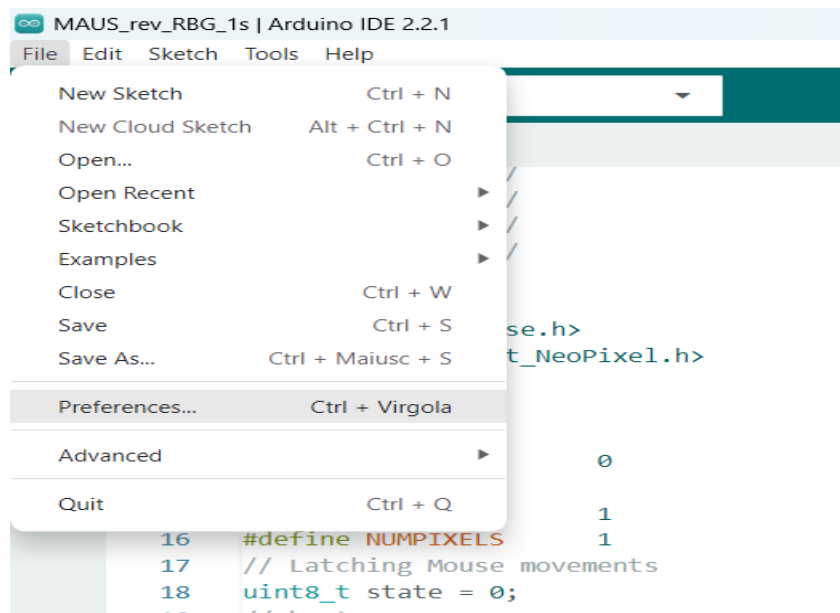 MAUS_rev_RBG_1s | Arduino IDE 2.2.1
File Edit Sketch Tools Help
New Sketch Ctrl + N
New Cloud Sketch Alt + Ctrl + N
Open... Ctrl + O
Open Recent
Sketchbook
Examples
Close Ctrl + W
Save Ctrl + S
se.h>
Save As... Ctrl + Maiusc + S
t_NeoPixel.h>
Preferences... Ctrl + Virgola
Advanced
0
Quit Ctrl + Q
1
16 #define NUMPIXELS 1
17 // Latching Mouse movements
18 uint8_t state = 0;